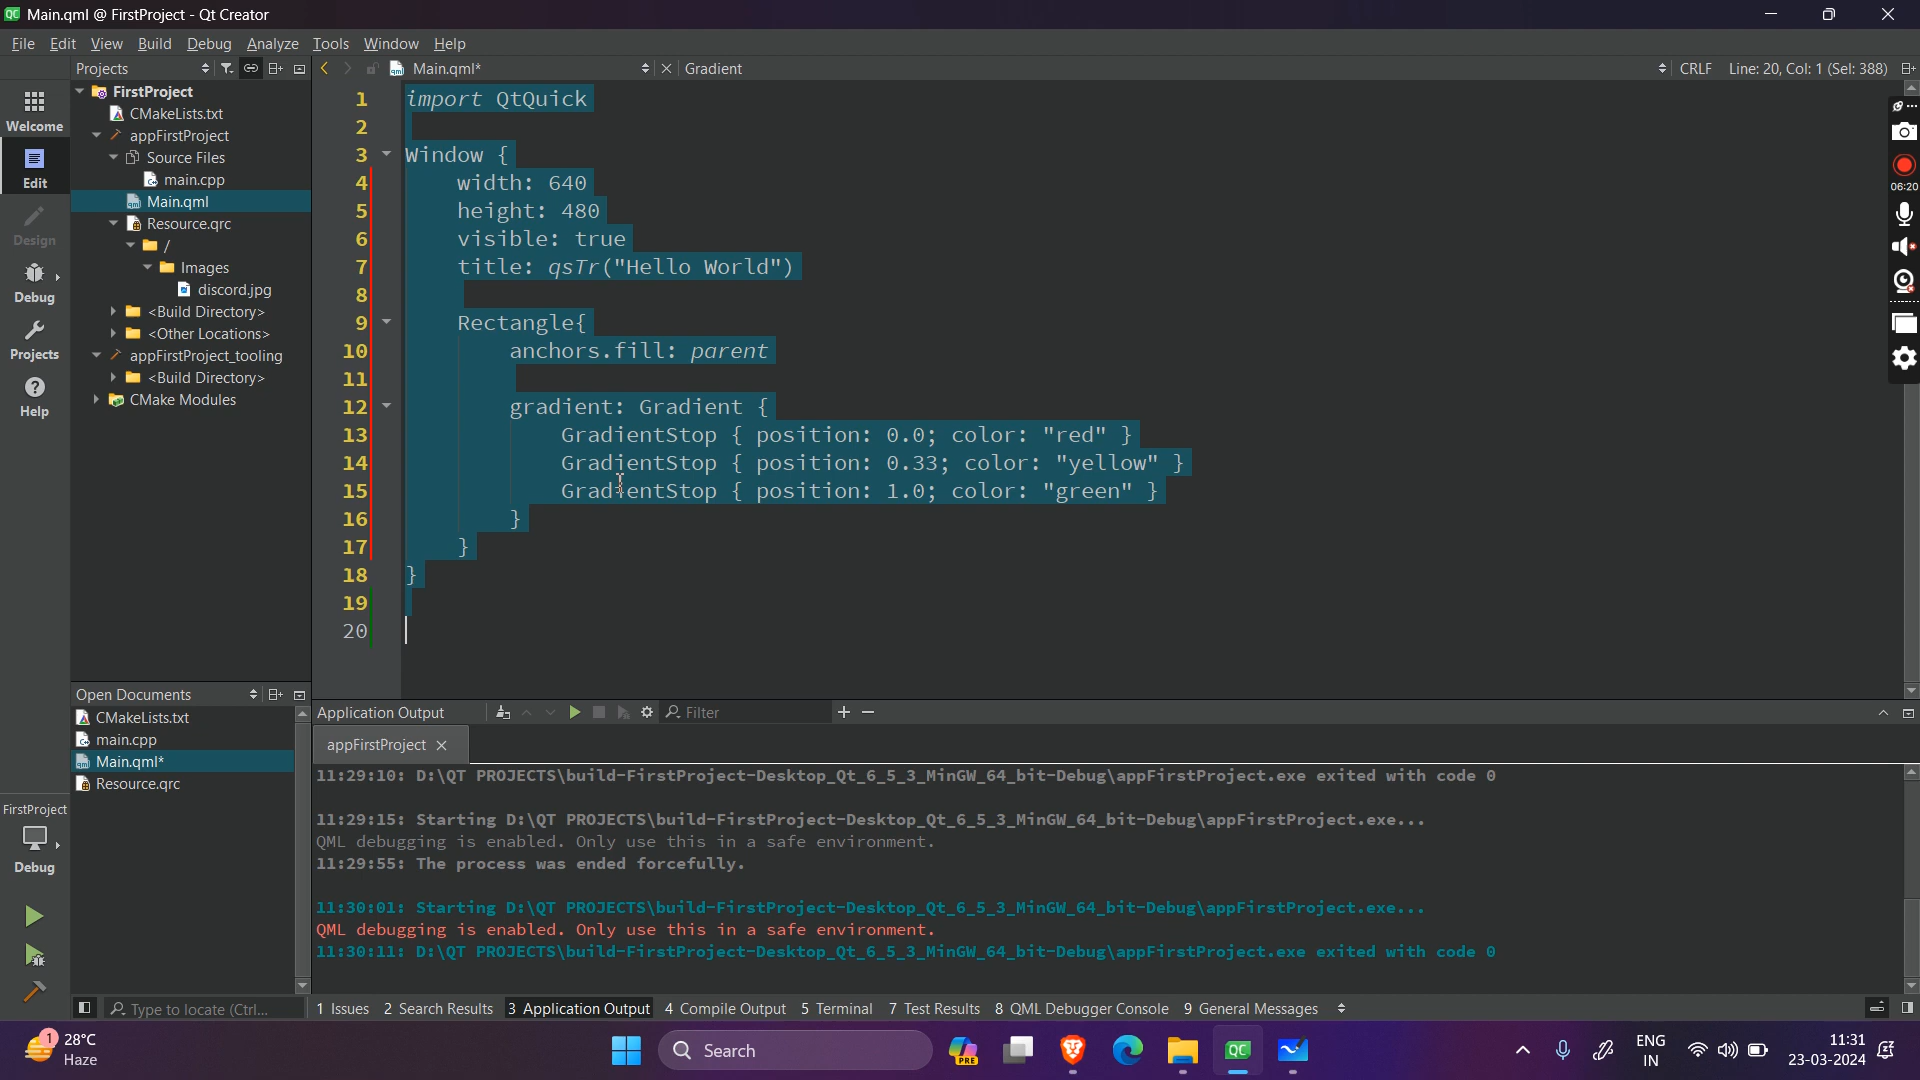 Main.qml @ FirstProject - Qt Creator
File Edit View Build Debug Analyze Tools Window Help
Projects
Main.qml*
Gradient
CRLF
Line: 20, Col: 1 (Sel: 388)
Welcome
Edit
Design
Debug
Projects
Help
FirstProject
CMakeLists.txt
appFirstProject
Source Files
main.cpp
Main.qml
Resource.qrc
/
Images
discord.jpg
<Build Directory>
<Other Locations>
appFirstProject_tooling
<Build Directory>
CMake Modules
1 import QtQuick
2
3 Window {
4 width: 640
5 height: 480
6 visible: true
7 title: qsTr("Hello World")
8
9 Rectangle{
10 anchors.fill: parent
11
12 gradient: Gradient {
13 GradientStop { position: 0.0; color: "red" }
14 GradientStop { position: 0.33; color: "yellow" }
15 GradientStop { position: 1.0; color: "green" }
16 }
17 }
18 }
19
20
06:20
Open Documents
CMakeLists.txt
main.cpp
Main.qml*
Resource.qrc
FirstProject
Debug
Application Output
Filter
appFirstProject
11:29:10: D:\QT PROJECTS\build-FirstProject-Desktop_Qt_6_5_3_MinGW_64_bit-Debug\appFirstProject.exe exited with code 0
11:29:15: Starting D:\QT PROJECTS\build-FirstProject-Desktop_Qt_6_5_3_MinGW_64_bit-Debug\appFirstProject.exe...
QML debugging is enabled. Only use this in a safe environment.
11:29:55: The process was ended forcefully.
11:30:01: Starting D:\QT PROJECTS\build-FirstProject-Desktop_Qt_6_5_3_MinGW_64_bit-Debug\appFirstProject.exe...
QML debugging is enabled. Only use this in a safe environment.
11:30:11: D:\QT PROJECTS\build-FirstProject-Desktop_Qt_6_5_3_MinGW_64_bit-Debug\appFirstProject.exe exited with code 0
Type to locate (Ctrl...
1 Issues 2 Search Results 3 Application Output 4 Compile Output 5 Terminal 7 Test Results 8 QML Debugger Console 9 General Messages
1
28°C
Haze
Search
PRE
QC
ENG
IN
11:31
23-03-2024